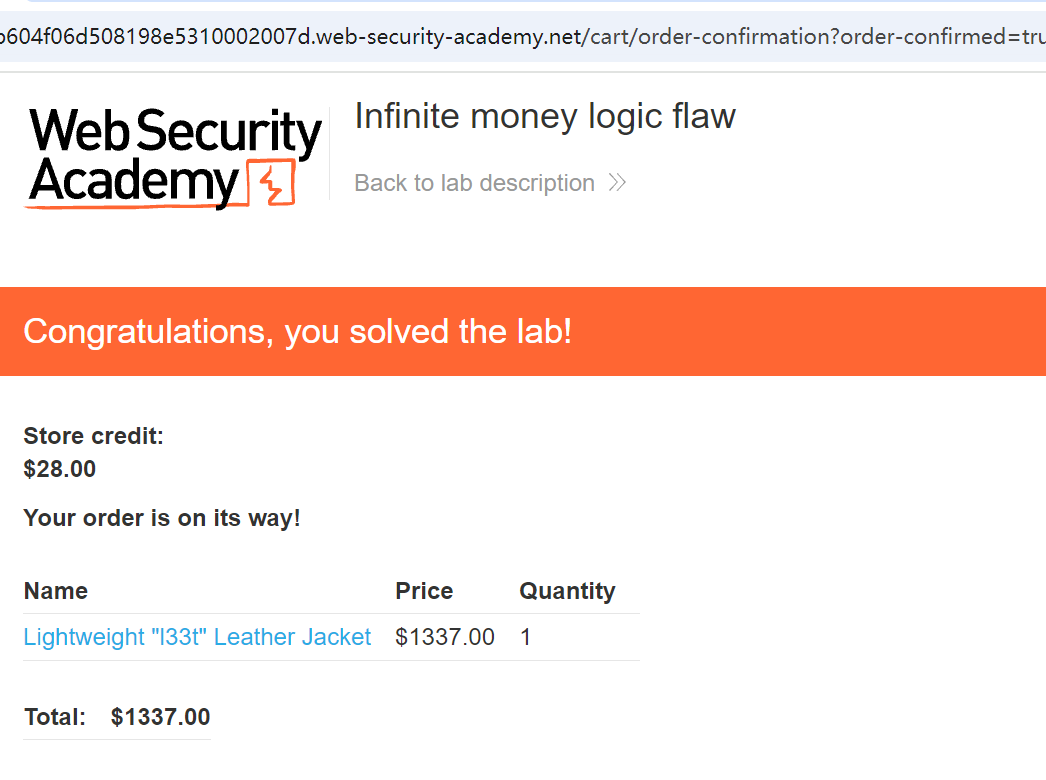 604f06d508198e5310002007d.web-security-academy.net/cart/order-confirmation?order-confirmed=tru
Web Security Academy
Infinite money logic flaw
Back to lab description
Congratulations, you solved the lab!
Store credit:
$28.00
Your order is on its way!
Name Price Quantity
Lightweight "l33t" Leather Jacket $1337.00 1
Total: $1337.00